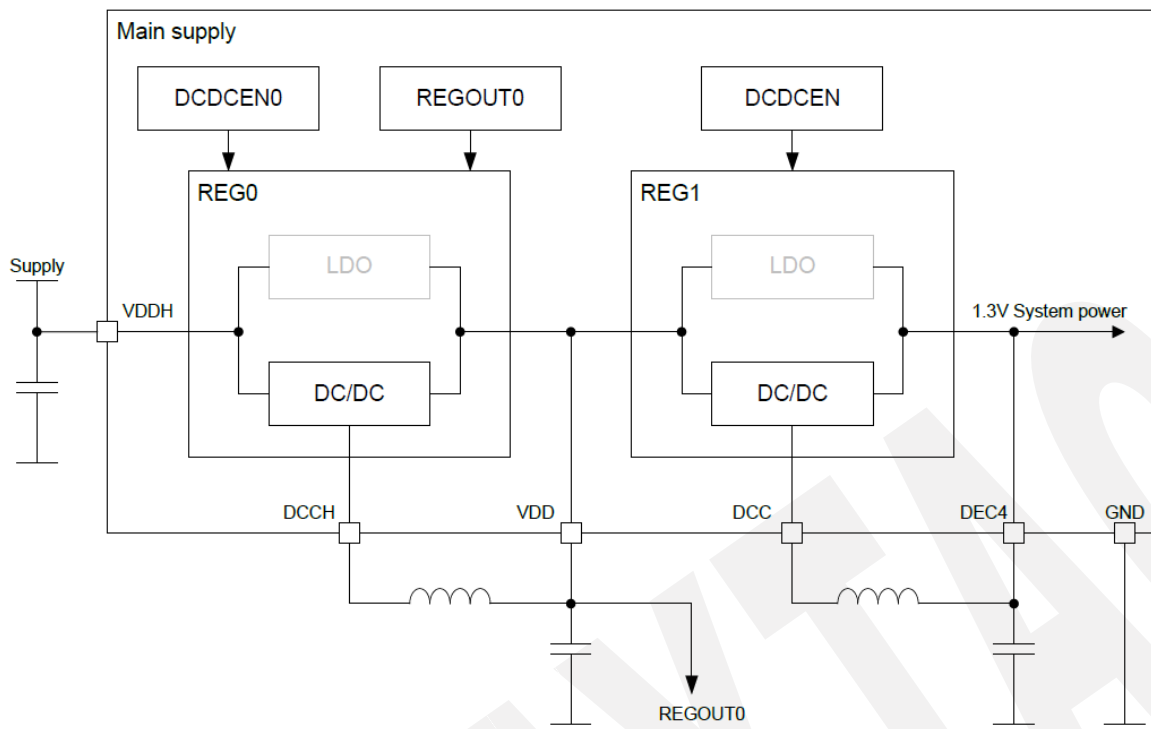 Main supply
DCDCEN0
REGOUT0
DCDCEN
REG0
REG1
LDO
LDO
Supply
VDDH
1.3V System power
DC/DC
DC/DC
DCCH
VDD
DCC
DEC4
GND
REGOUT0